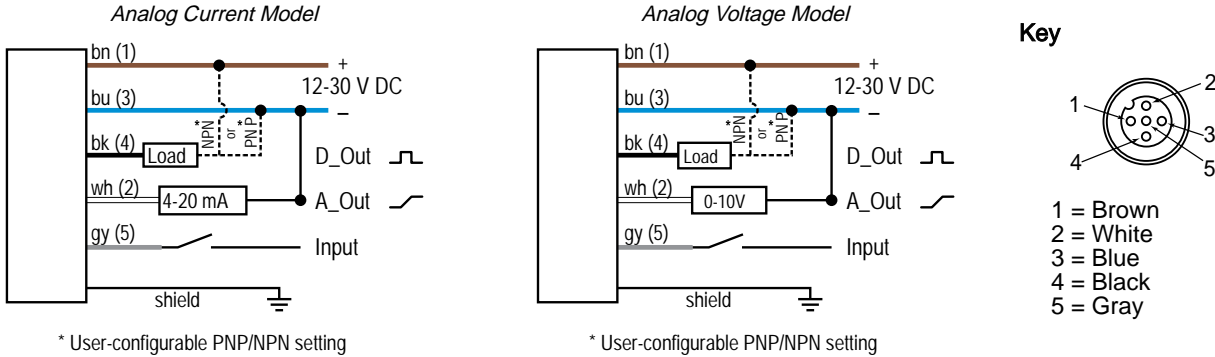 Analog Current Model
bn (1)
+
12-30 V DC
bu (3)
–
* NPN
or
* PNP
bk (4)
Load
D_Out
wh (2)
4-20 mA
A_Out
gy (5)
Input
shield
* User-configurable PNP/NPN setting
Analog Voltage Model
bn (1)
+
12-30 V DC
bu (3)
–
* NPN
or
* PNP
bk (4)
Load
D_Out
wh (2)
0-10V
A_Out
gy (5)
Input
shield
* User-configurable PNP/NPN setting
Key
2
1
3
4
5
1 = Brown
2 = White
3 = Blue
4 = Black
5 = Gray